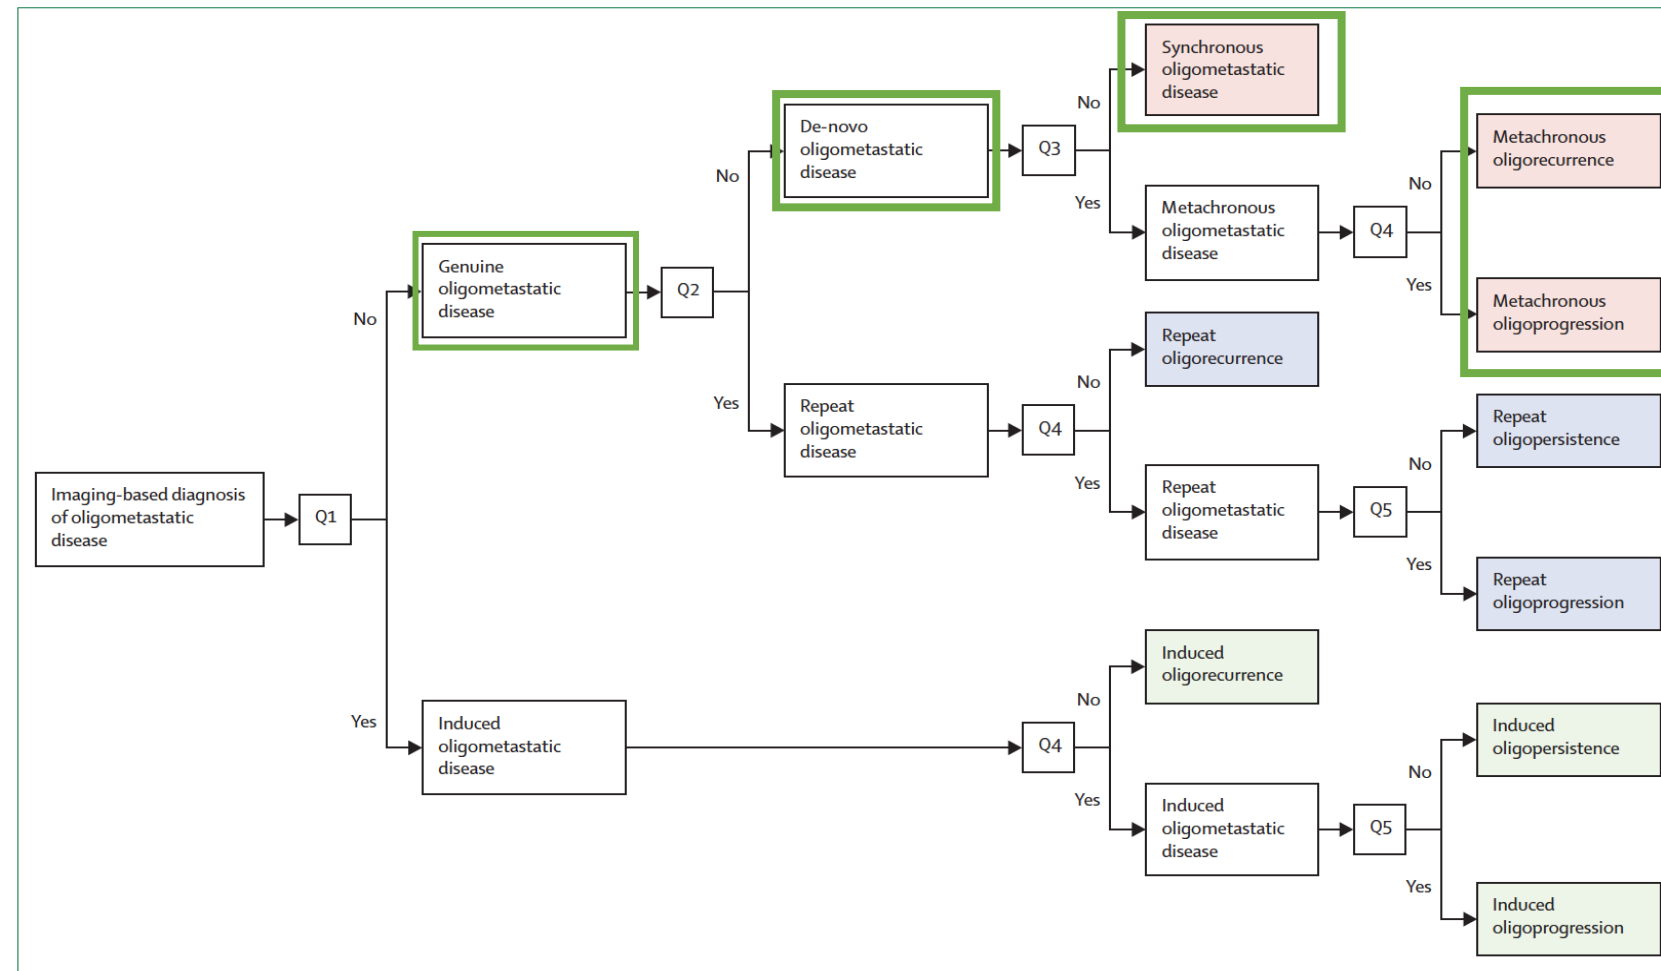 Synchronous
oligometastatic
disease
No
De-novo
oligometastatic
disease
Q3
Metachronous
oligorecurrence
No
No
Yes
Metachronous
oligometastatic
disease
Q4
Genuine
oligometastatic
disease
Q2
Yes
Metachronous
oligoprogression
No
Repeat
oligorecurrence
No
Yes
Repeat
oligometastatic
disease
Q4
Repeat
oligopersistence
No
Yes
Imaging-based diagnosis
of oligometastatic
disease
Q1
Repeat
oligometastatic
disease
Q5
Yes
Repeat
oligoprogression
Induced
oligorecurrence
No
Yes
Induced
oligometastatic
disease
Q4
Induced
oligopersistence
No
Yes
Induced
oligometastatic
disease
Q5
Yes
Induced
oligoprogression